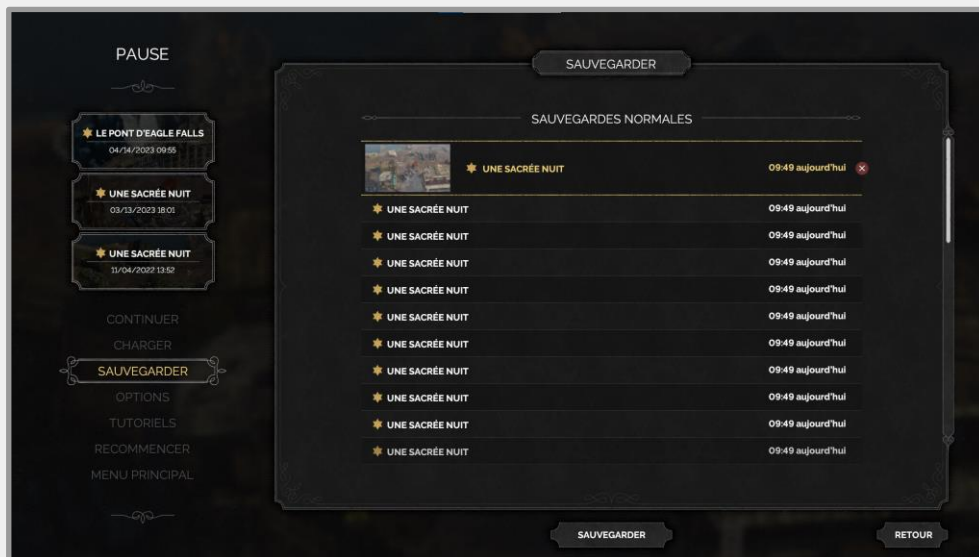 PAUSE
LE PONT D'EAGLE FALLS
04/14/2023 09:55
UNE SACRÉE NUIT
03/13/2023 18:01
UNE SACRÉE NUIT
11/04/2022 13:52
CONTINUER
CHARGER
SAUVEGARDER
OPTIONS
TUTORIELS
RECOMMENCER
MENU PRINCIPAL
SAUVEGARDER
SAUVEGARDES NORMALES
UNE SACRÉE NUIT 09:49 aujourd'hui
UNE SACRÉE NUIT 09:49 aujourd'hui
UNE SACRÉE NUIT 09:49 aujourd'hui
UNE SACRÉE NUIT 09:49 aujourd'hui
UNE SACRÉE NUIT 09:49 aujourd'hui
UNE SACRÉE NUIT 09:49 aujourd'hui
UNE SACRÉE NUIT 09:49 aujourd'hui
UNE SACRÉE NUIT 09:49 aujourd'hui
UNE SACRÉE NUIT 09:49 aujourd'hui
UNE SACRÉE NUIT 09:49 aujourd'hui
UNE SACRÉE NUIT 09:49 aujourd'hui
SAUVEGARDER
RETOUR